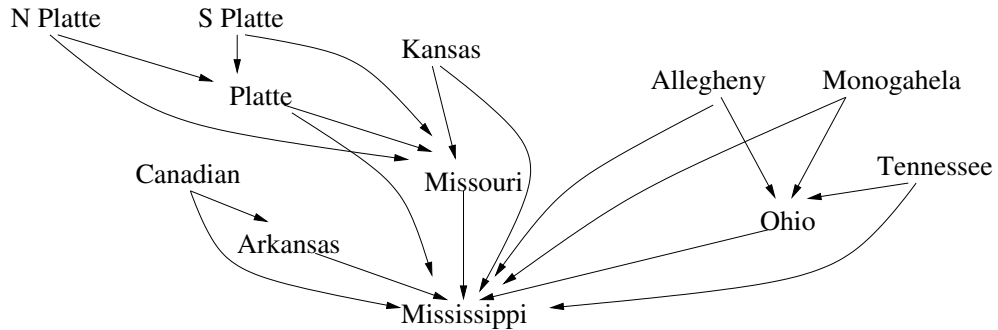 N Platte
S Platte
Kansas
Allegheny
Monogahela
Platte
Canadian
Missouri
Tennessee
Ohio
Arkansas
Mississippi